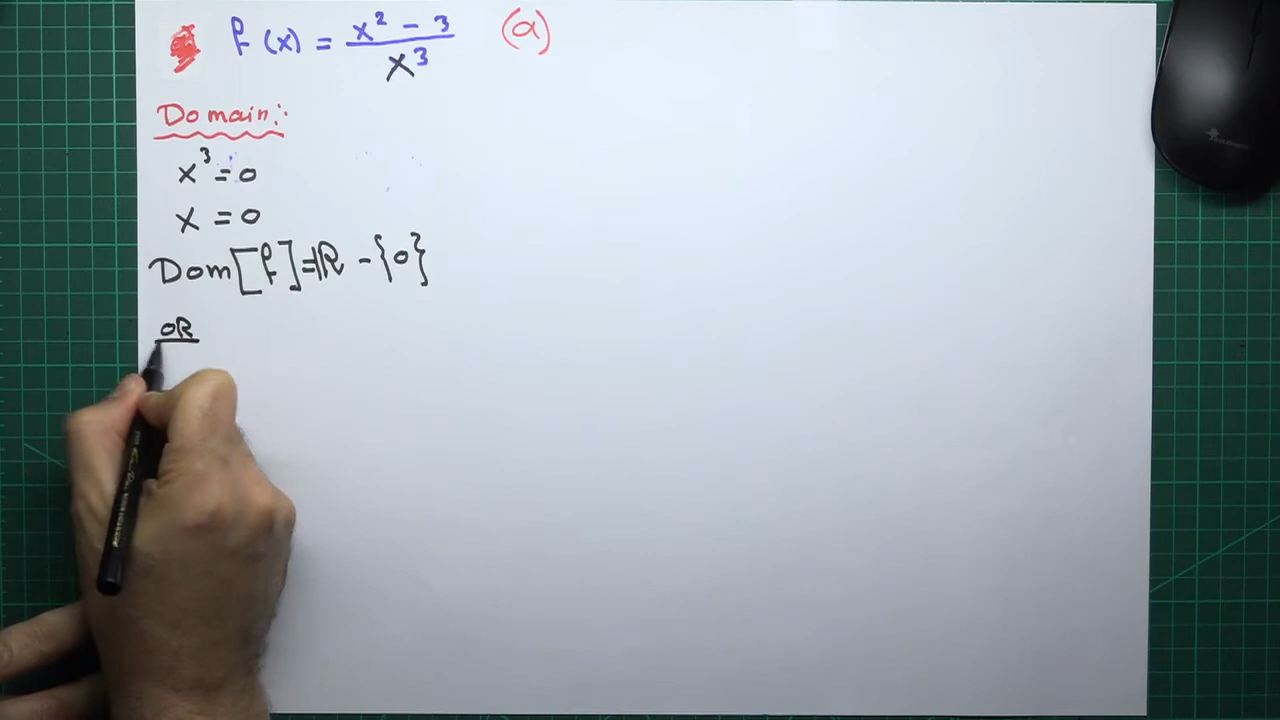 f(x) = (x² - 3)/x³ (a)
Domain:
x³ = 0
x = 0
Dom[f] = ℝ - {0}
OR